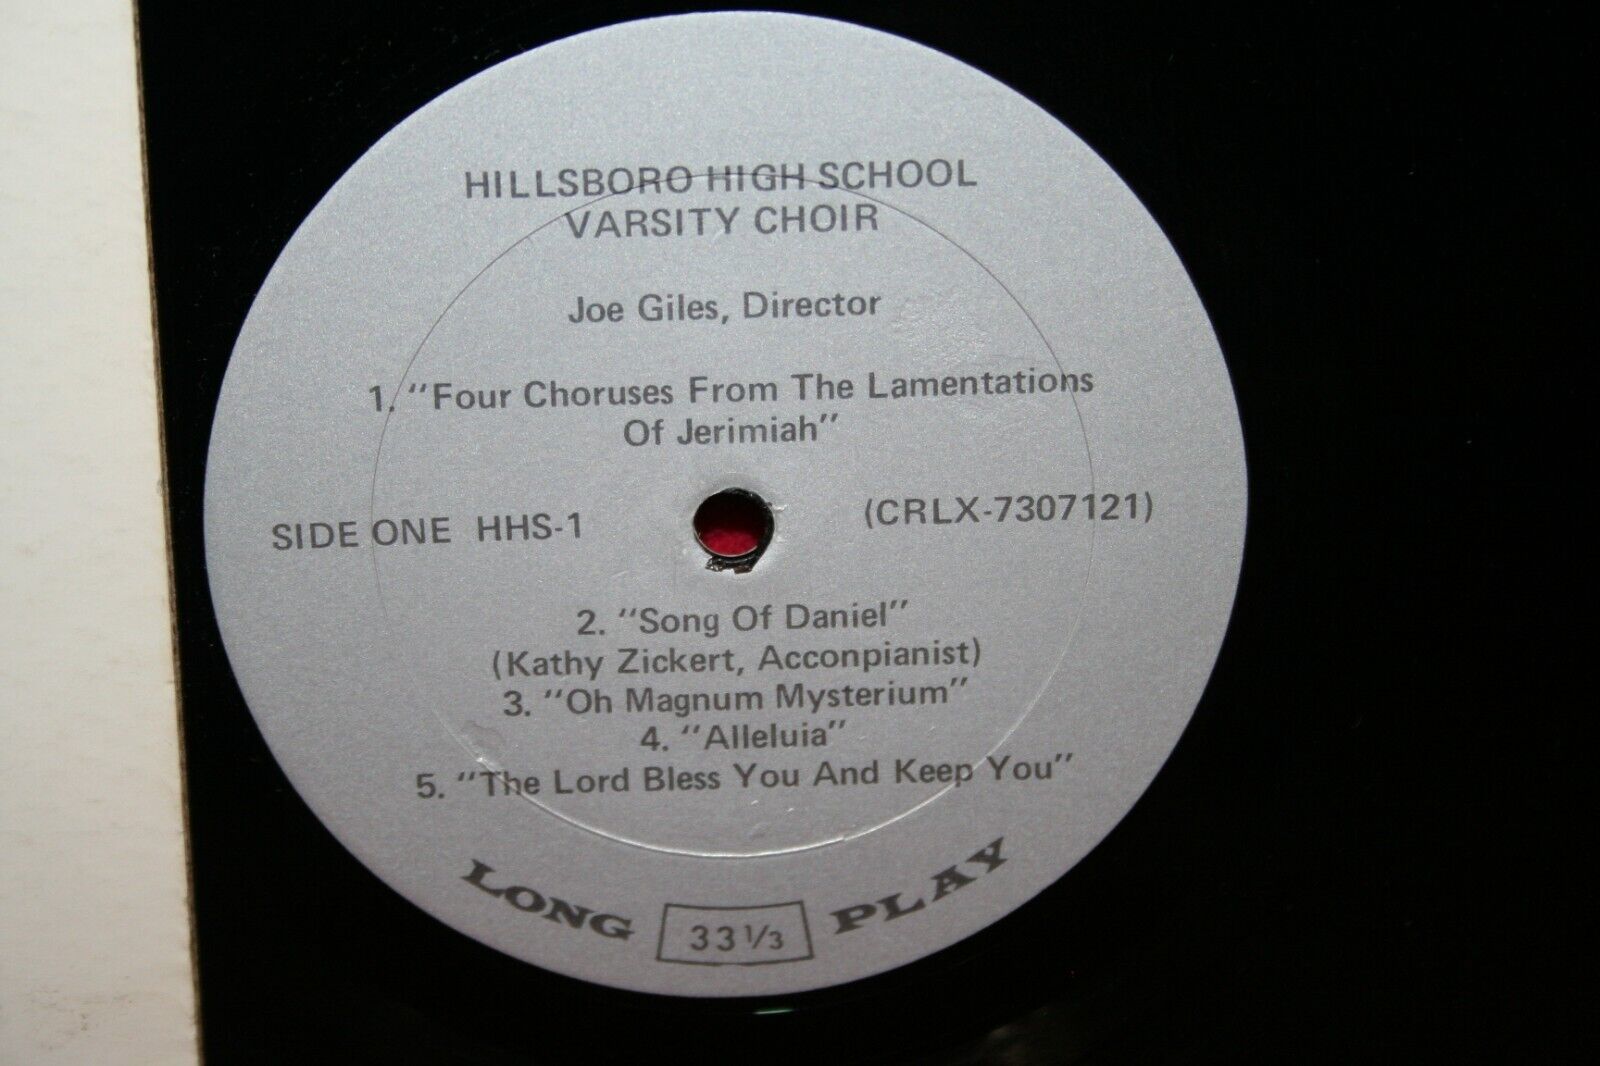 HILLSBORO HIGH SCHOOL
VARSITY CHOIR
Joe Giles, Director
1. "Four Choruses From The Lamentations
Of Jerimiah"
SIDE ONE HHS-1
(CRLX-7307121)
2. "Song Of Daniel"
(Kathy Zickert, Acconpianist)
3. "Oh Magnum Mysterium"
4. "Alleluia"
5. "The Lord Bless You And Keep You"
LONG 33 1/3 PLAY